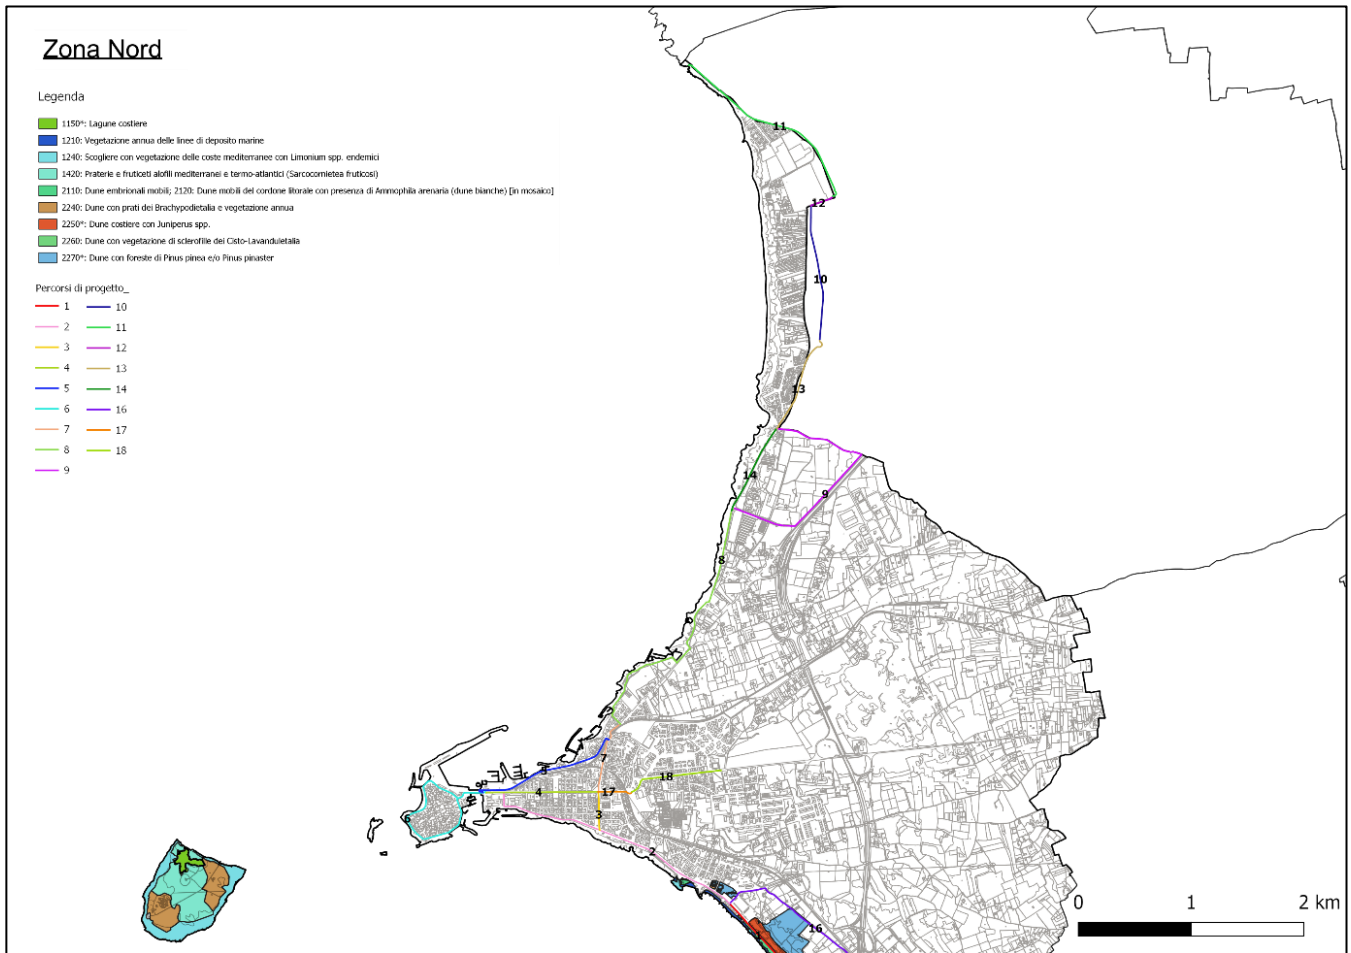 Zona Nord
Legenda
1150*: Lagune costiere
1210: Vegetazione annua delle linee di deposito marine
1240: Scogliere con vegetazione delle coste mediterranee con Limonium spp. endemici
1420: Praterie e fruticeti alofili mediterranei e termo-atlantici (Sarcocornietea fruticosi)
2110: Dune embrionali mobili; 2120: Dune mobili del cordone litorale con presenza di Ammophila arenaria (dune bianche) [in mosaico]
2240: Dune con prati dei Brachypodietalia e vegetazione annua
2250*: Dune costiere con Juniperus spp.
2260: Dune con vegetazione di sclerofille dei Cisto-Lavanduletalia
2270*: Dune con foreste di Pinus pinea e/o Pinus pinaster
Percorsi di progetto_
1 10
2 11
3 12
4 13
5 14
6 16
7 17
8 18
9
11
12
10
13
14
9
8
7
5
18
4
17
6
3
2
16
1
0 1 2 km